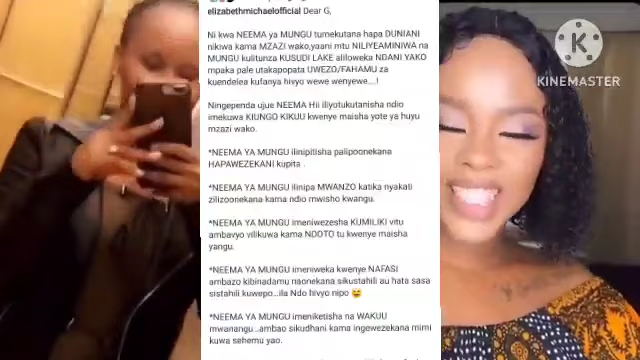 elizabethmichaelofficial Dear G,
Ni kwa NEEMA ya MUNGU tumekutana hapa DUNIANI
nikiwa kama MZAZI wako,yaani mtu NILIYEAMINIWA na
MUNGU kulitunza KUSUDI LAKE aliloweka NDANI YAKO
mpaka pale utakapopata UWEZO/FAHAMU za
kuendelea kufanya hivyo wewe wenyewe....!
Ningependa ujue NEEMA Hii iliyotukutanisha ndio
imekuwa KIUNGO KIKUU kwenye maisha yote ya huyu
mzazi wako.
*NEEMA YA MUNGU ilinipitisha palipoonekana
HAPAWEZEKANI kupita .
*NEEMA YA MUNGU ilinipa MWANZO katika nyakati
zilizoonekana kama ndio mwisho kwangu.
*NEEMA YA MUNGU imeniwezesha KUMILIKI vitu
ambavyo vilikuwa kama NDOTO tu kwenye maisha
yangu.
*NEEMA YA MUNGU imeniweka kwenye NAFASI
ambazo kibinadamu naonekana sikustahili au hata sasa
sistahili kuwepo...ila Ndo hivyo nipo 😅
*NEEMA YA MUNGU imeniketisha na WAKUU
mwanangu ..ambao sikudhani kama ingewezekana mimi
kuwa sehemu yao.
KINEMASTER